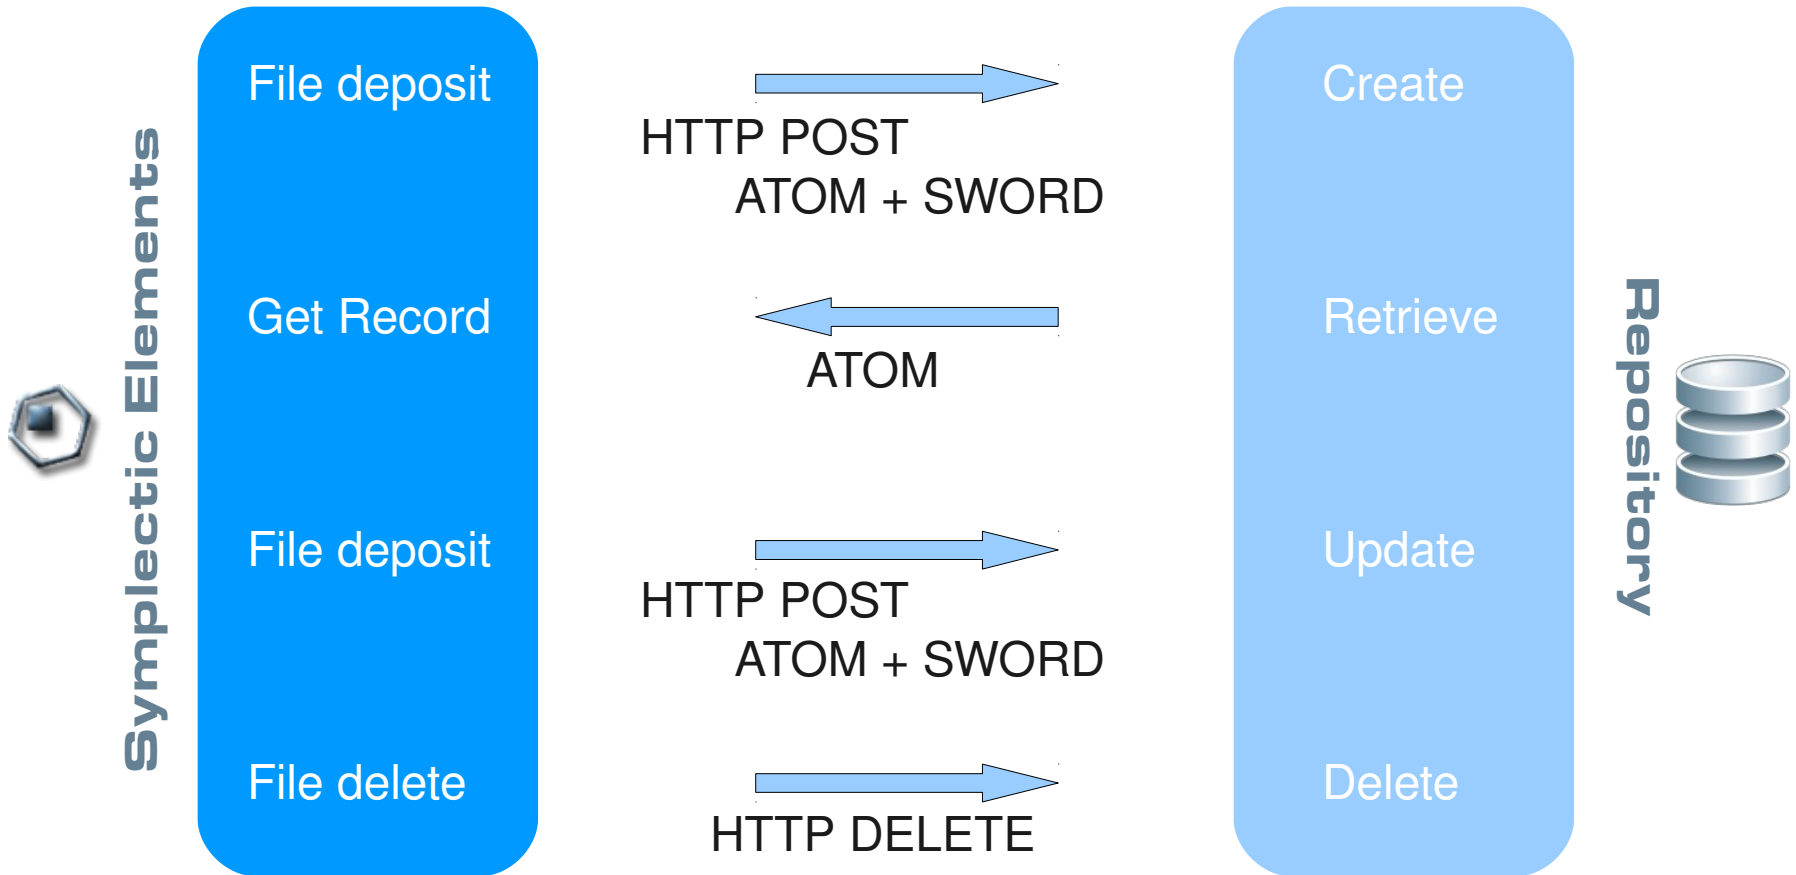 Symplectic Elements
File deposit
HTTP POST
ATOM + SWORD
Create
Get Record
ATOM
Retrieve
File deposit
HTTP POST
ATOM + SWORD
Update
File delete
HTTP DELETE
Delete
Repository